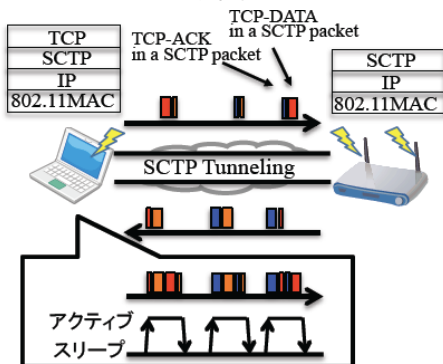 TCP
SCTP
IP
802.11MAC
TCP-ACK
in a SCTP packet
TCP-DATA
in a SCTP packet
SCTP
IP
802.11MAC
SCTP Tunneling
アクティブ
スリープ